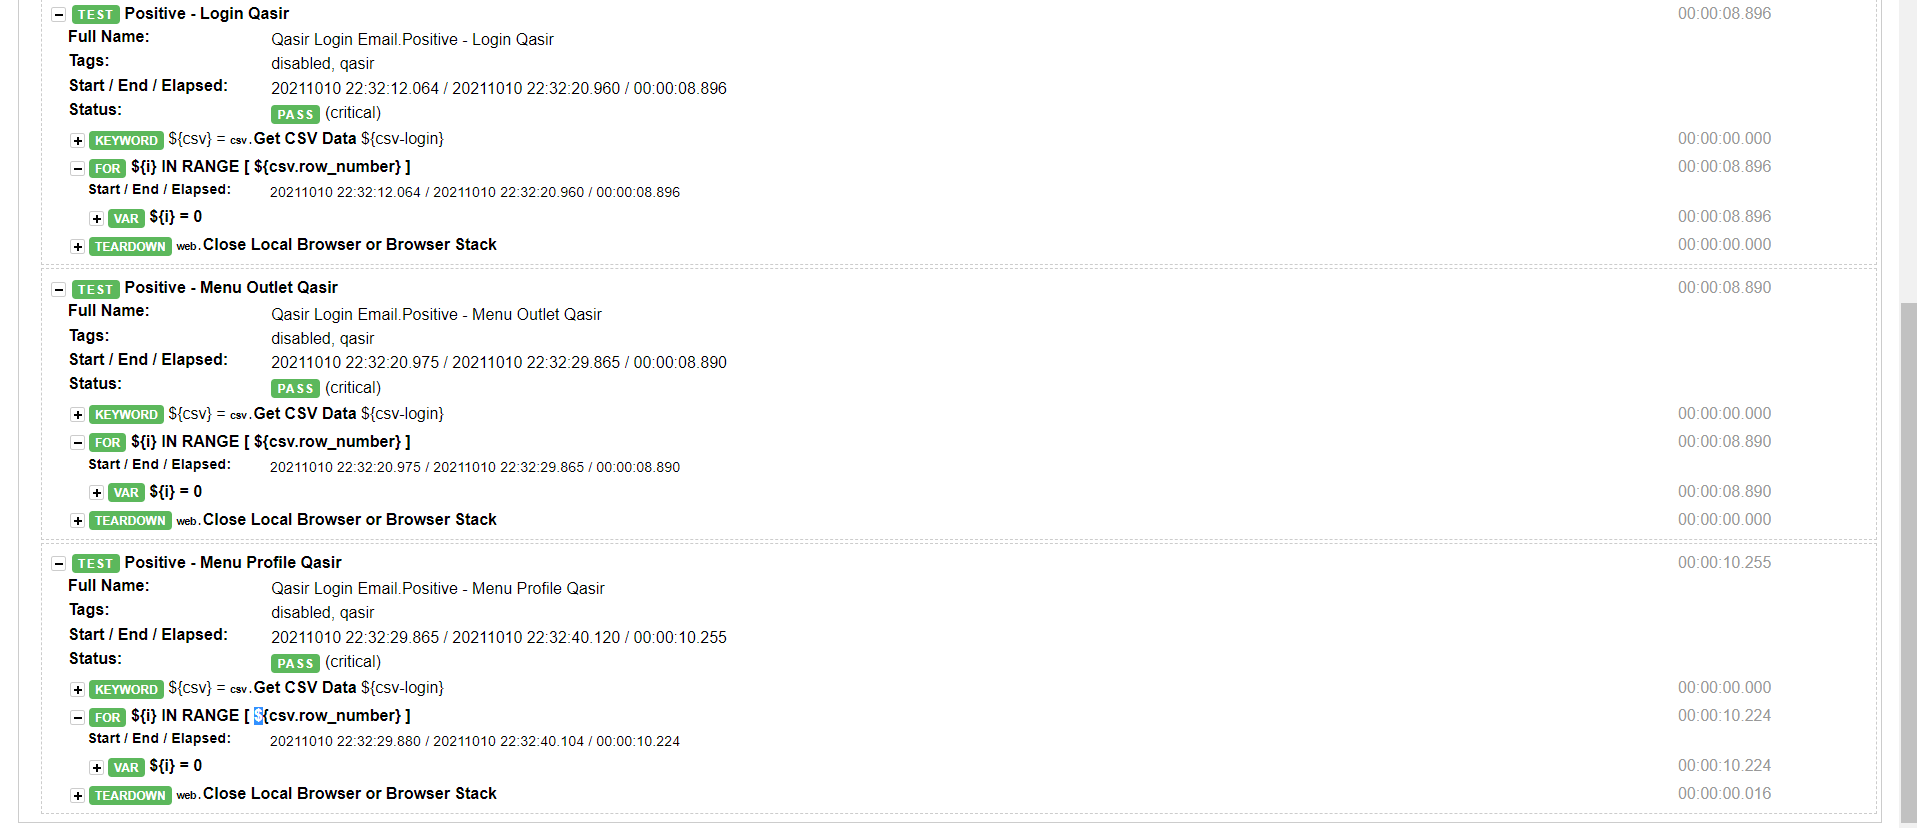 TEST Positive - Login Qasir 00:00:08.896
Full Name: Qasir Login Email.Positive - Login Qasir
Tags: disabled, qasir
Start / End / Elapsed: 20211010 22:32:12.064 / 20211010 22:32:20.960 / 00:00:08.896
Status: PASS (critical)
KEYWORD ${csv} = csv.Get CSV Data ${csv-login} 00:00:00.000
FOR ${i} IN RANGE [ ${csv.row_number} ] 00:00:08.896
Start / End / Elapsed: 20211010 22:32:12.064 / 20211010 22:32:20.960 / 00:00:08.896
VAR ${i} = 0 00:00:08.896
TEARDOWN web.Close Local Browser or Browser Stack 00:00:00.000
TEST Positive - Menu Outlet Qasir 00:00:08.890
Full Name: Qasir Login Email.Positive - Menu Outlet Qasir
Tags: disabled, qasir
Start / End / Elapsed: 20211010 22:32:20.975 / 20211010 22:32:29.865 / 00:00:08.890
Status: PASS (critical)
KEYWORD ${csv} = csv.Get CSV Data ${csv-login} 00:00:00.000
FOR ${i} IN RANGE [ ${csv.row_number} ] 00:00:08.890
Start / End / Elapsed: 20211010 22:32:20.975 / 20211010 22:32:29.865 / 00:00:08.890
VAR ${i} = 0 00:00:08.890
TEARDOWN web.Close Local Browser or Browser Stack 00:00:00.000
TEST Positive - Menu Profile Qasir 00:00:10.255
Full Name: Qasir Login Email.Positive - Menu Profile Qasir
Tags: disabled, qasir
Start / End / Elapsed: 20211010 22:32:29.865 / 20211010 22:32:40.120 / 00:00:10.255
Status: PASS (critical)
KEYWORD ${csv} = csv.Get CSV Data ${csv-login} 00:00:00.000
FOR ${i} IN RANGE [ ${csv.row_number} ] 00:00:10.224
Start / End / Elapsed: 20211010 22:32:29.880 / 20211010 22:32:40.104 / 00:00:10.224
VAR ${i} = 0 00:00:10.224
TEARDOWN web.Close Local Browser or Browser Stack 00:00:00.016